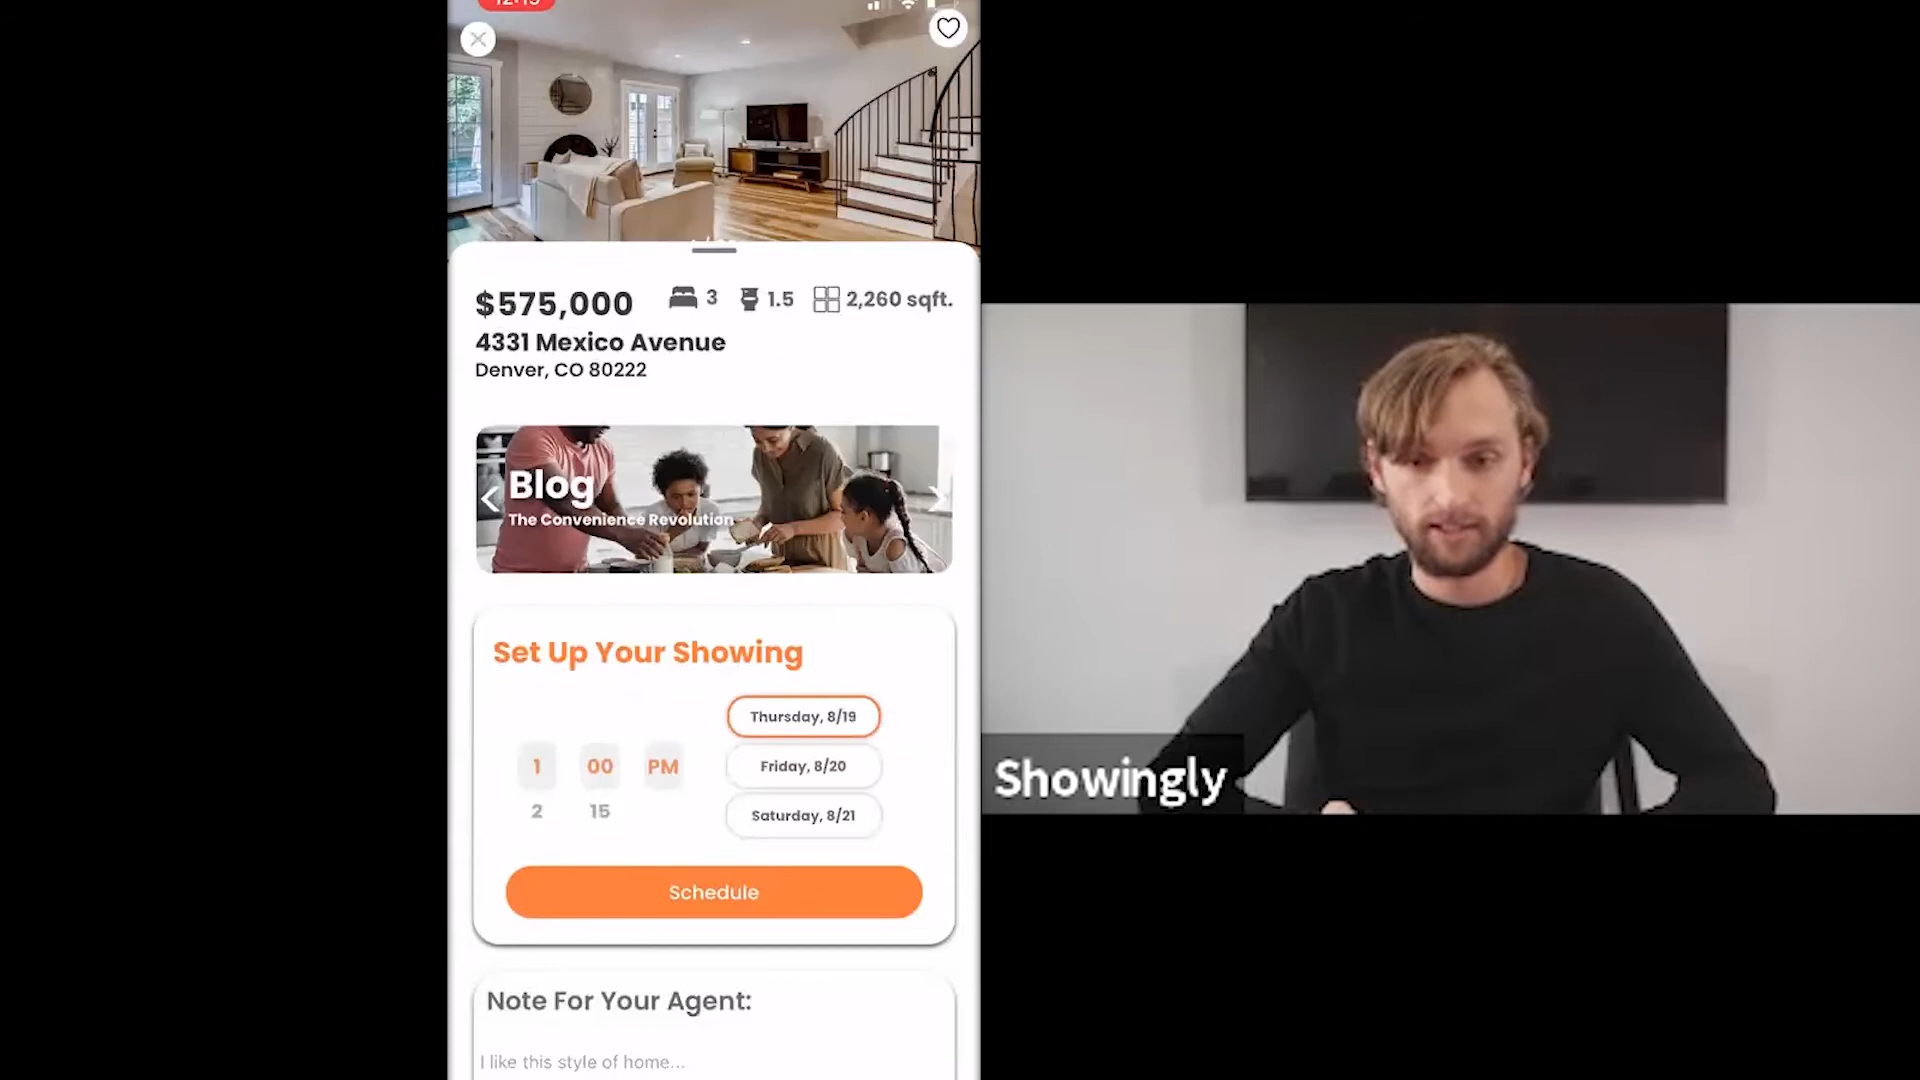 12:15
$575,000
3
1.5
2,260 sqft.
4331 Mexico Avenue
Denver, CO 80222
Blog
The Convenience Revolution
Set Up Your Showing
Thursday, 8/19
1 00 PM
Friday, 8/20
2 15
Saturday, 8/21
Schedule
Note For Your Agent:
I like this style of home...
Showingly